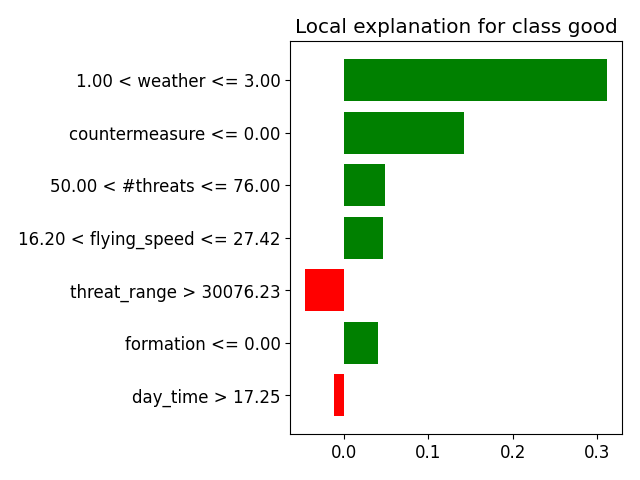 Local explanation for class good
1.00 < weather <= 3.00
countermeasure <= 0.00
50.00 < #threats <= 76.00
16.20 < flying_speed <= 27.42
threat_range > 30076.23
formation <= 0.00
day_time > 17.25
0.0 0.1 0.2 0.3